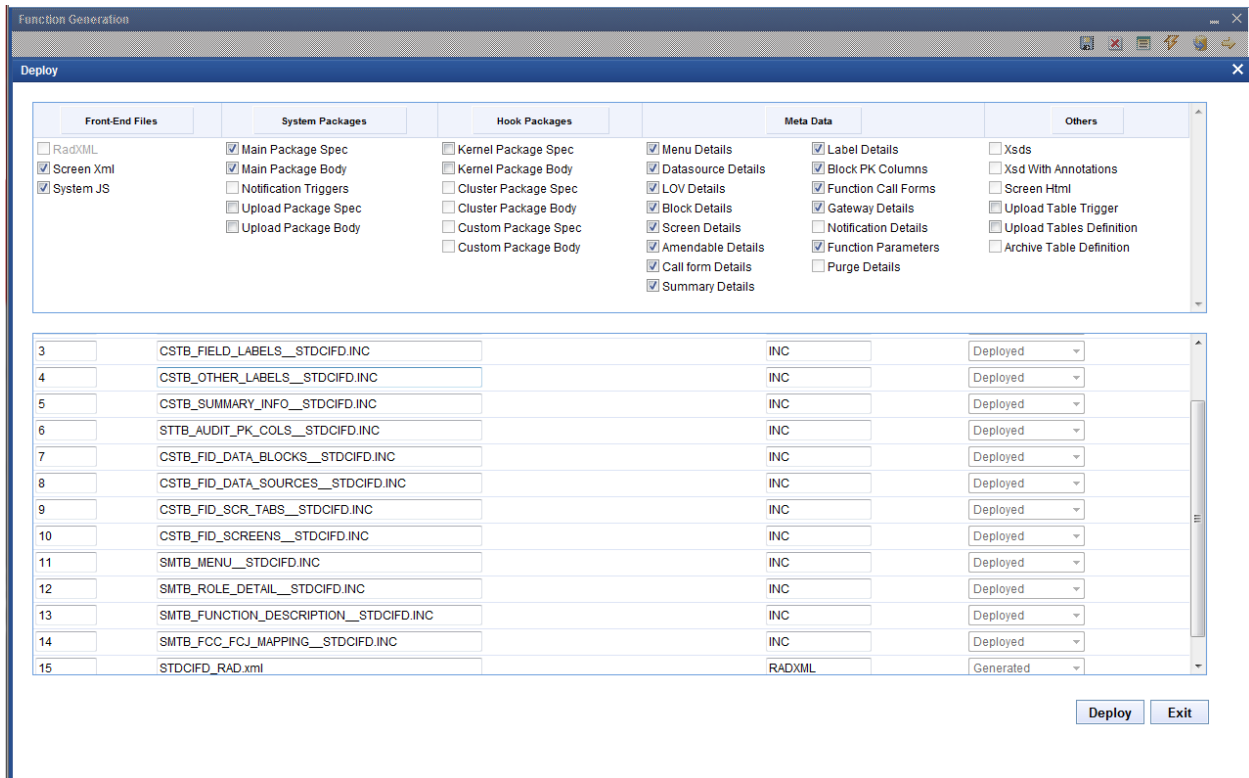 Function Generation
Deploy
Front-End Files System Packages Hook Packages Meta Data Others
RadXML Main Package Spec Kernel Package Spec Menu Details Label Details Xsds
Screen Xml Main Package Body Kernel Package Body Datasource Details Block PK Columns Xsd With Annotations
System JS Notification Triggers Cluster Package Spec LOV Details Function Call Forms Screen Html
Upload Package Spec Cluster Package Body Block Details Gateway Details Upload Table Trigger
Upload Package Body Custom Package Spec Screen Details Notification Details Upload Tables Definition
Custom Package Body Amendable Details Function Parameters Archive Table Definition
Call form Details Purge Details
Summary Details
3 CSTB_FIELD_LABELS__STDCIFD.INC INC Deployed
4 CSTB_OTHER_LABELS__STDCIFD.INC INC Deployed
5 CSTB_SUMMARY_INFO__STDCIFD.INC INC Deployed
6 STTB_AUDIT_PK_COLS__STDCIFD.INC INC Deployed
7 CSTB_FID_DATA_BLOCKS__STDCIFD.INC INC Deployed
8 CSTB_FID_DATA_SOURCES__STDCIFD.INC INC Deployed
9 CSTB_FID_SCR_TABS__STDCIFD.INC INC Deployed
10 CSTB_FID_SCREENS__STDCIFD.INC INC Deployed
11 SMTB_MENU__STDCIFD.INC INC Deployed
12 SMTB_ROLE_DETAIL__STDCIFD.INC INC Deployed
13 SMTB_FUNCTION_DESCRIPTION__STDCIFD.INC INC Deployed
14 SMTB_FCC_FCJ_MAPPING__STDCIFD.INC INC Deployed
15 STDCIFD_RAD.xml RADXML Generated
Deploy Exit